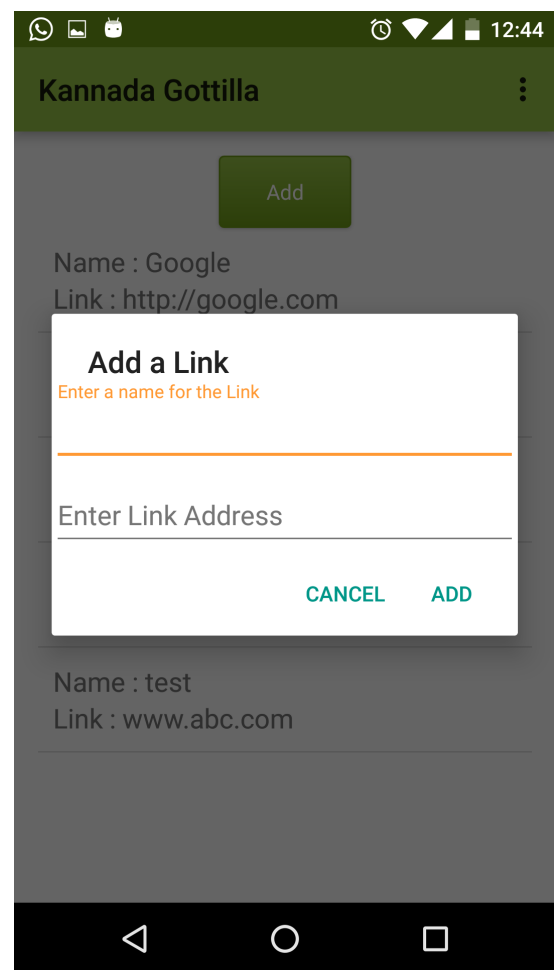 12:44
Kannada Gottilla
Add
Name : Google
Link : http://google.com
Add a Link
Enter a name for the Link
Enter Link Address
CANCEL ADD
Name : test
Link : www.abc.com